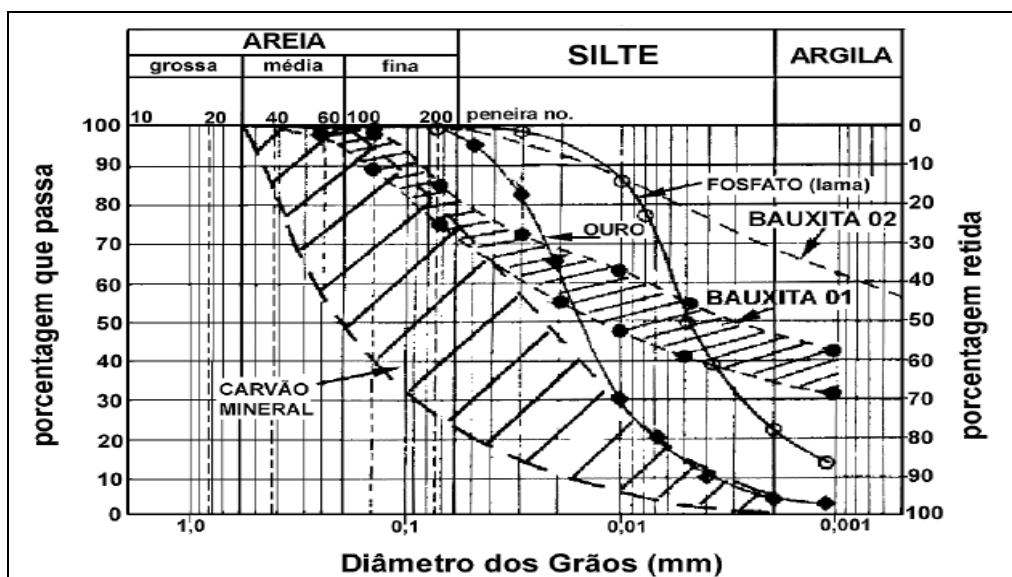 AREIA SILTE ARGILA
grossa média fina
10 20 40 60 100 200 peneira no.
100 0
90 10
80 20
70 30
60 40
50 50
40 60
30 70
20 80
10 90
0 100
porcentagem que passa
porcentagem retida
FOSFATO (lama)
BAUXITA 02
OURO
BAUXITA 01
CARVÃO
MINERAL
1,0 0,1 0,01 0,001
Diâmetro dos Grãos (mm)